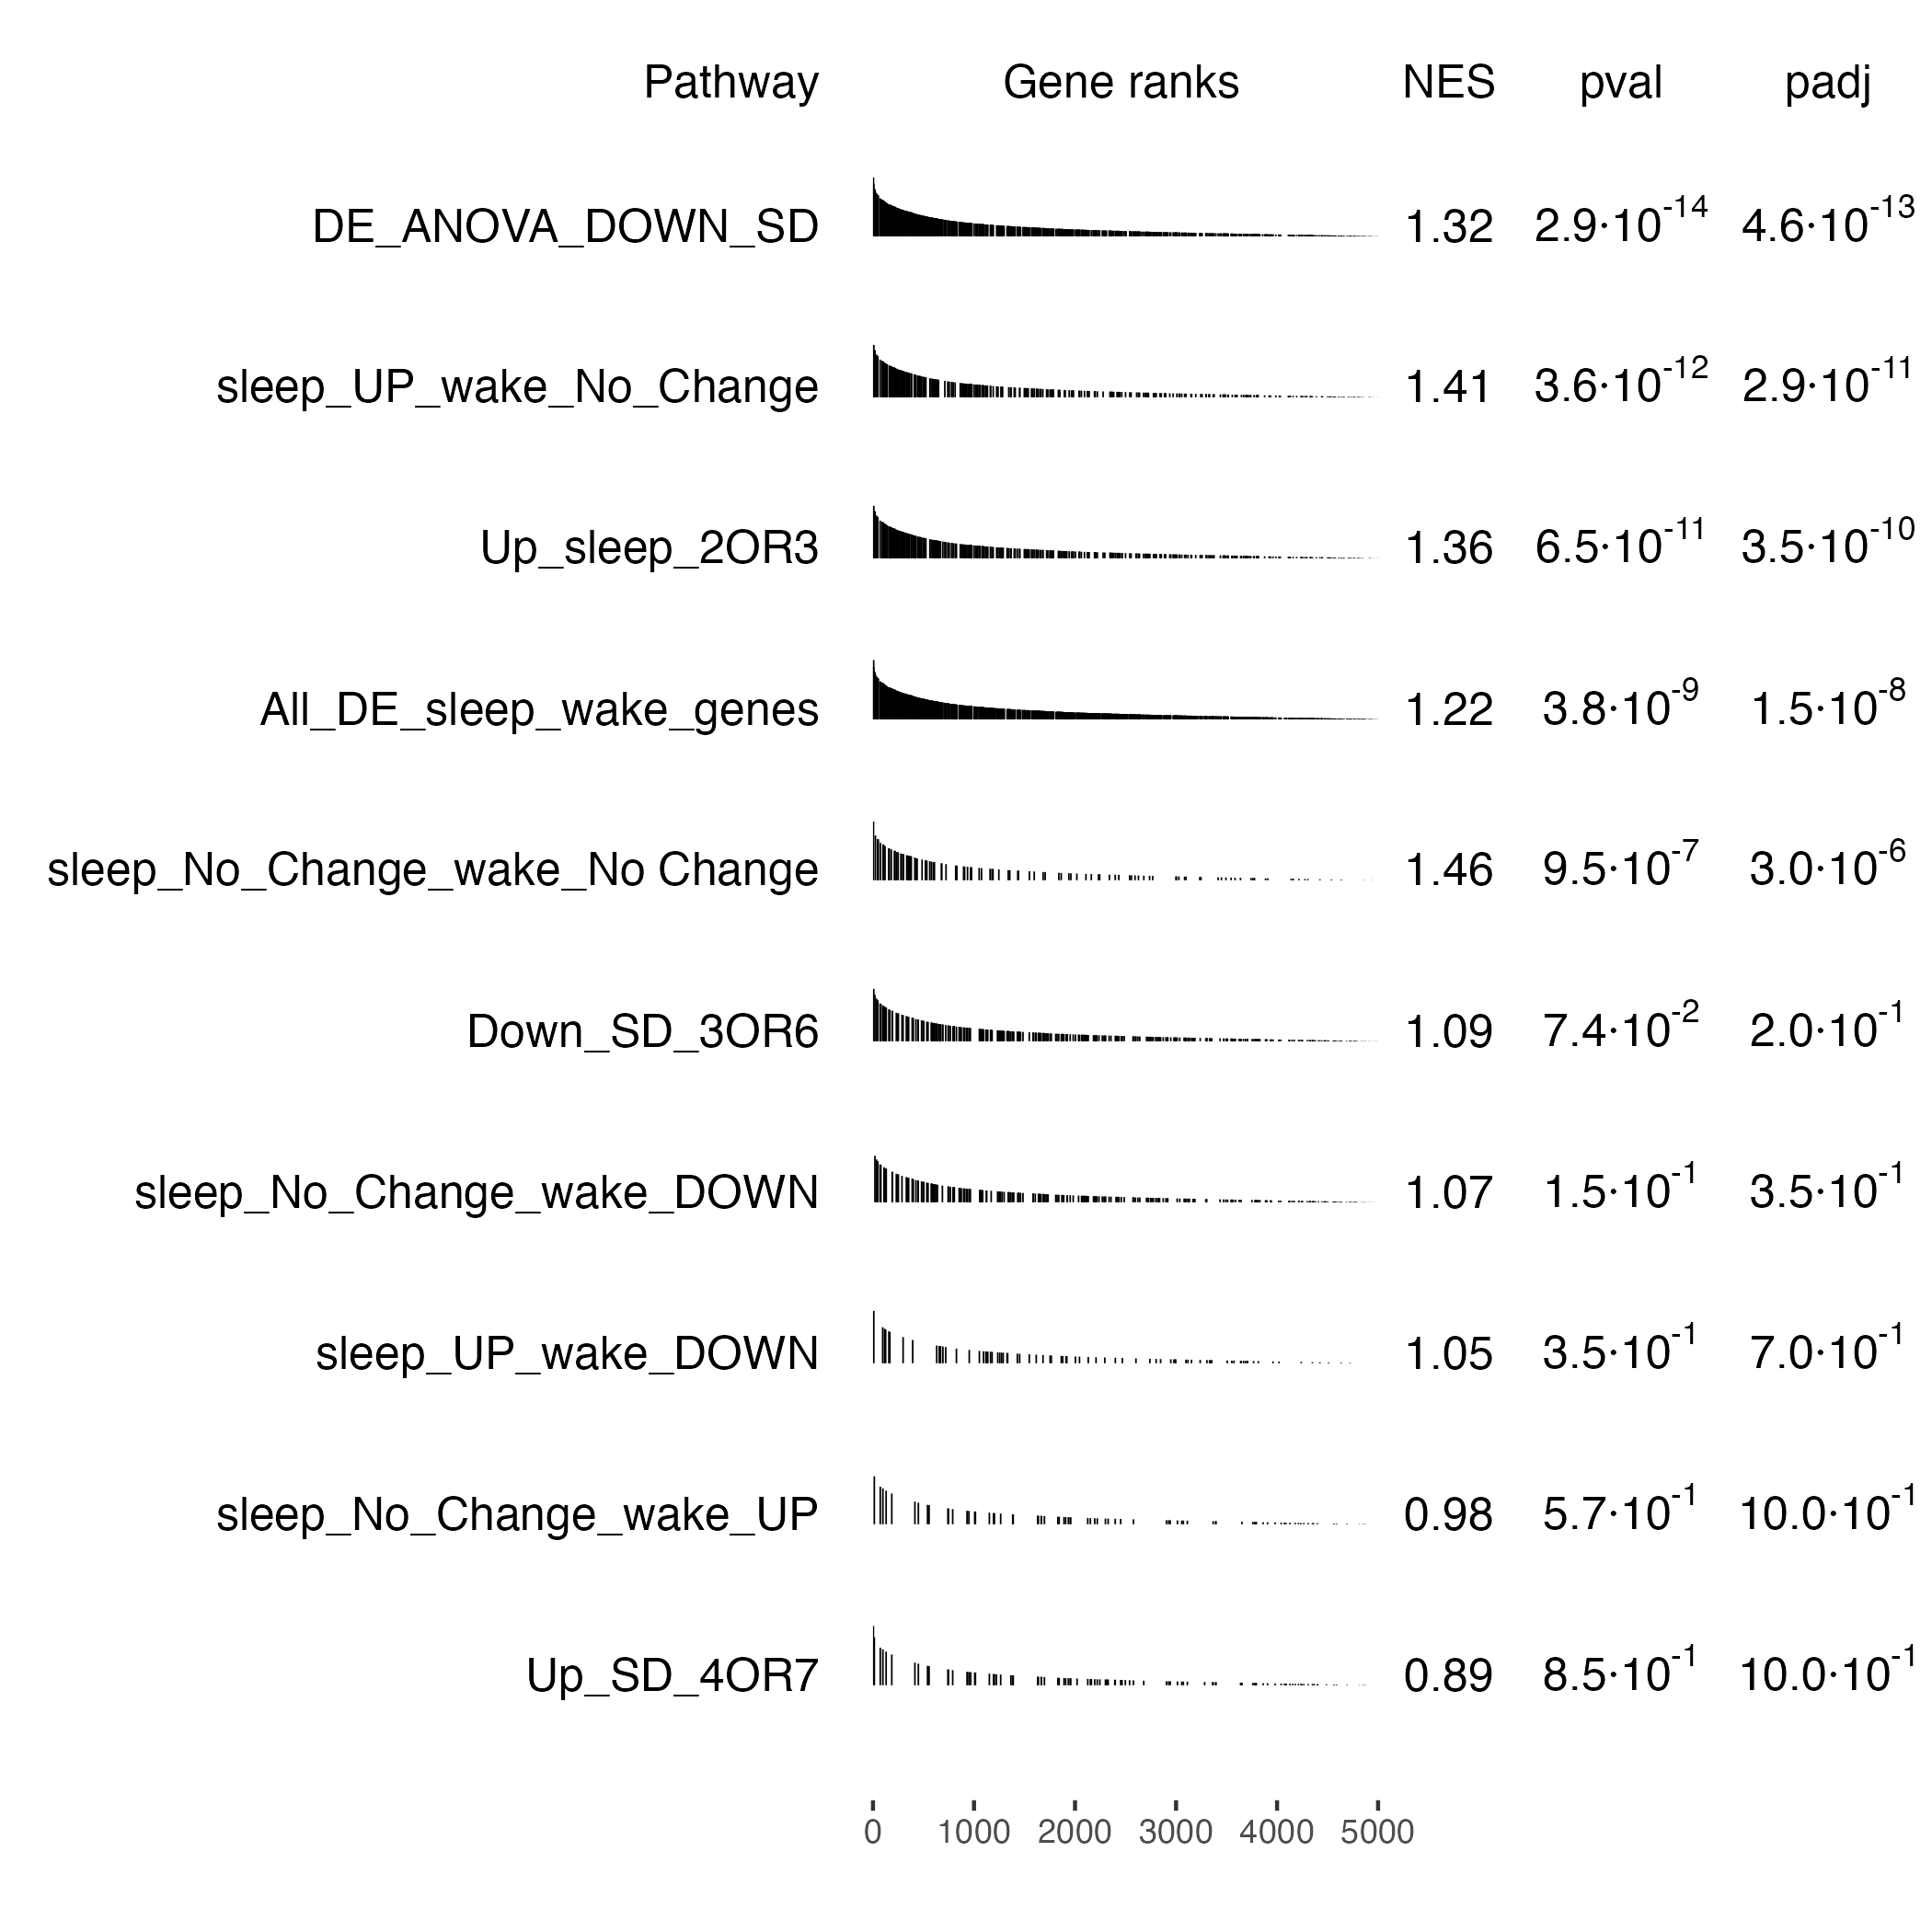 Pathway Gene ranks NES pval padj
DE_ANOVA_DOWN_SD 1.32 2.9·10^-14 4.6·10^-13
sleep_UP_wake_No_Change 1.41 3.6·10^-12 2.9·10^-11
Up_sleep_2OR3 1.36 6.5·10^-11 3.5·10^-10
All_DE_sleep_wake_genes 1.22 3.8·10^-9 1.5·10^-8
sleep_No_Change_wake_No Change 1.46 9.5·10^-7 3.0·10^-6
Down_SD_3OR6 1.09 7.4·10^-2 2.0·10^-1
sleep_No_Change_wake_DOWN 1.07 1.5·10^-1 3.5·10^-1
sleep_UP_wake_DOWN 1.05 3.5·10^-1 7.0·10^-1
sleep_No_Change_wake_UP 0.98 5.7·10^-1 10.0·10^-1
Up_SD_4OR7 0.89 8.5·10^-1 10.0·10^-1
0 1000 2000 3000 4000 5000